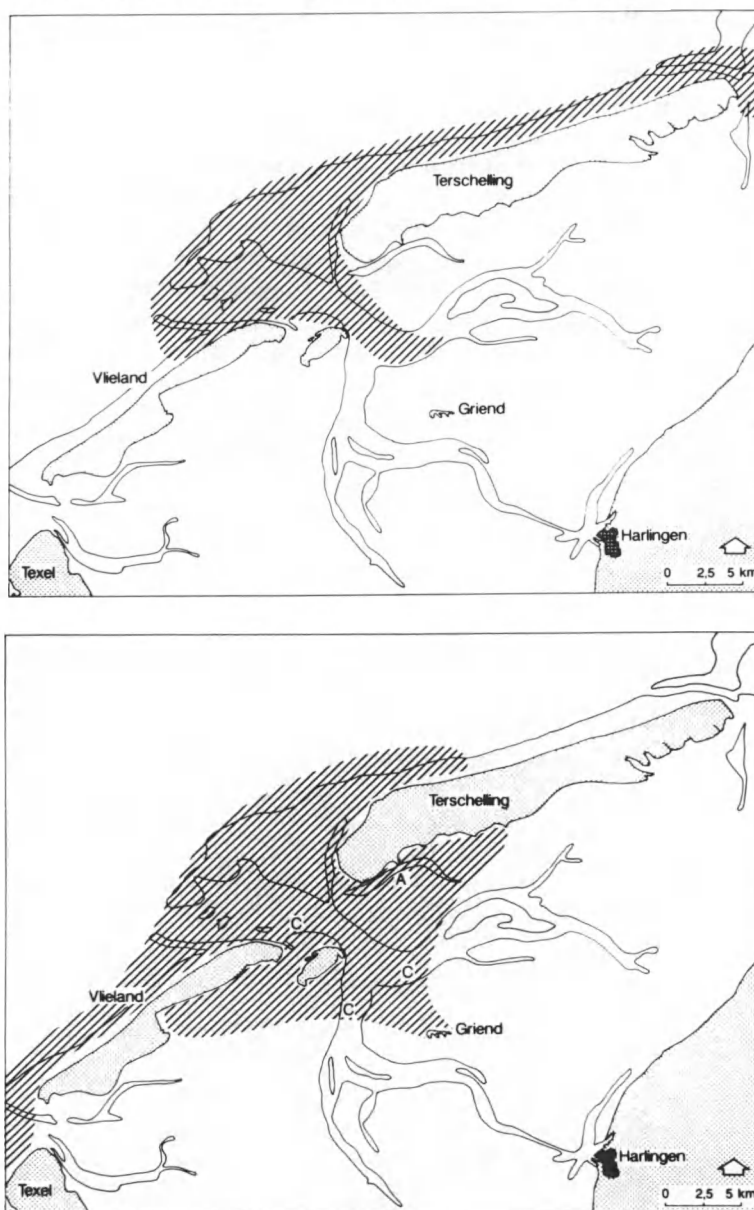 Terschelling
Vlieland
Griend
Harlingen
Texel
0 2,5 5 km
Terschelling
A
C
Vlieland
C
C
Griend
Harlingen
Texel
0 2,5 5 km